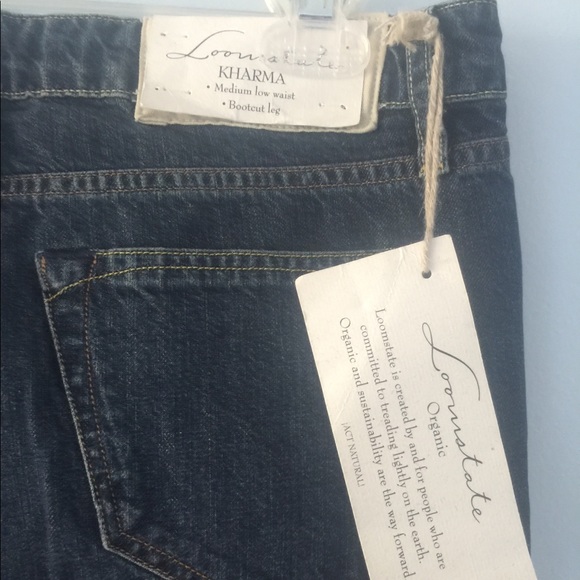 Loomstate
KHARMA
• Medium low waist
• Bootcut leg
Loomstate
Organic
Loomstate is created by and for people who are
committed to treading lightly on the earth.
Organic and sustainability are the way forward
¡ACT NATURAL!